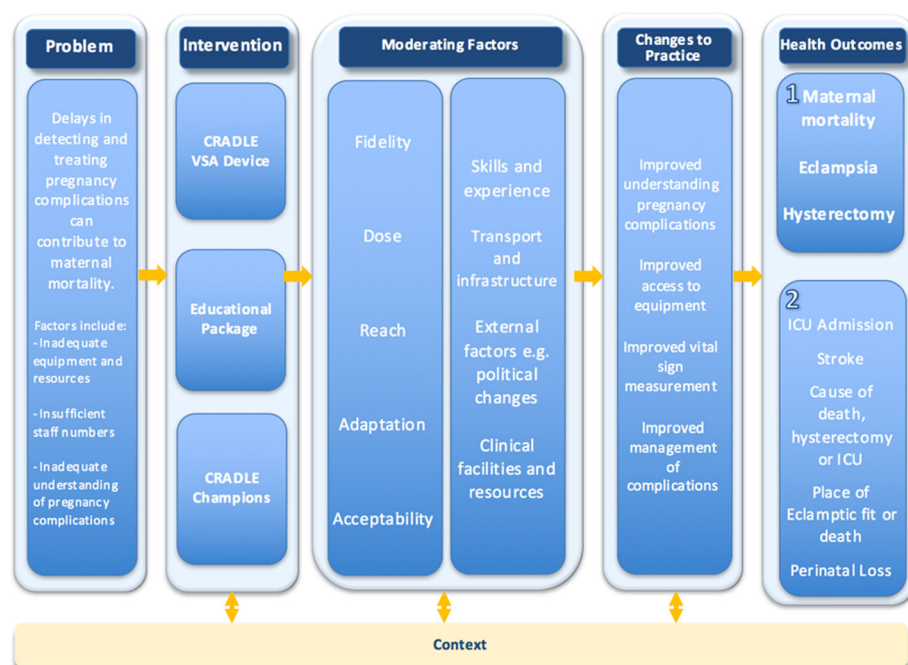 Problem
Delays in
detecting and
treating
pregnancy
complications
can
contribute to
maternal
mortality.
Factors include:
- Inadequate
equipment and
resources
- Insufficient
staff numbers
- Inadequate
understanding
of pregnancy
complications
Intervention
CRADLE
VSA Device
Educational
Package
CRADLE
Champions
Moderating Factors
Fidelity
Dose
Reach
Adaptation
Acceptability
Skills and
experience
Transport and
infrastructure
External
factors e.g.
political
changes
Clinical
facilities and
resources
Changes to
Practice
Improved
understanding
pregnancy
complications
Improved
access to
equipment
Improved vital
sign
measurement
Improved
management of
complications
Health Outcomes
1 Maternal
mortality
Eclampsia
Hysterectomy
2
ICU Admission
Stroke
Cause of
death,
hysterectomy
or ICU
Place of
Eclamptic fit or
death
Perinatal Loss
Context